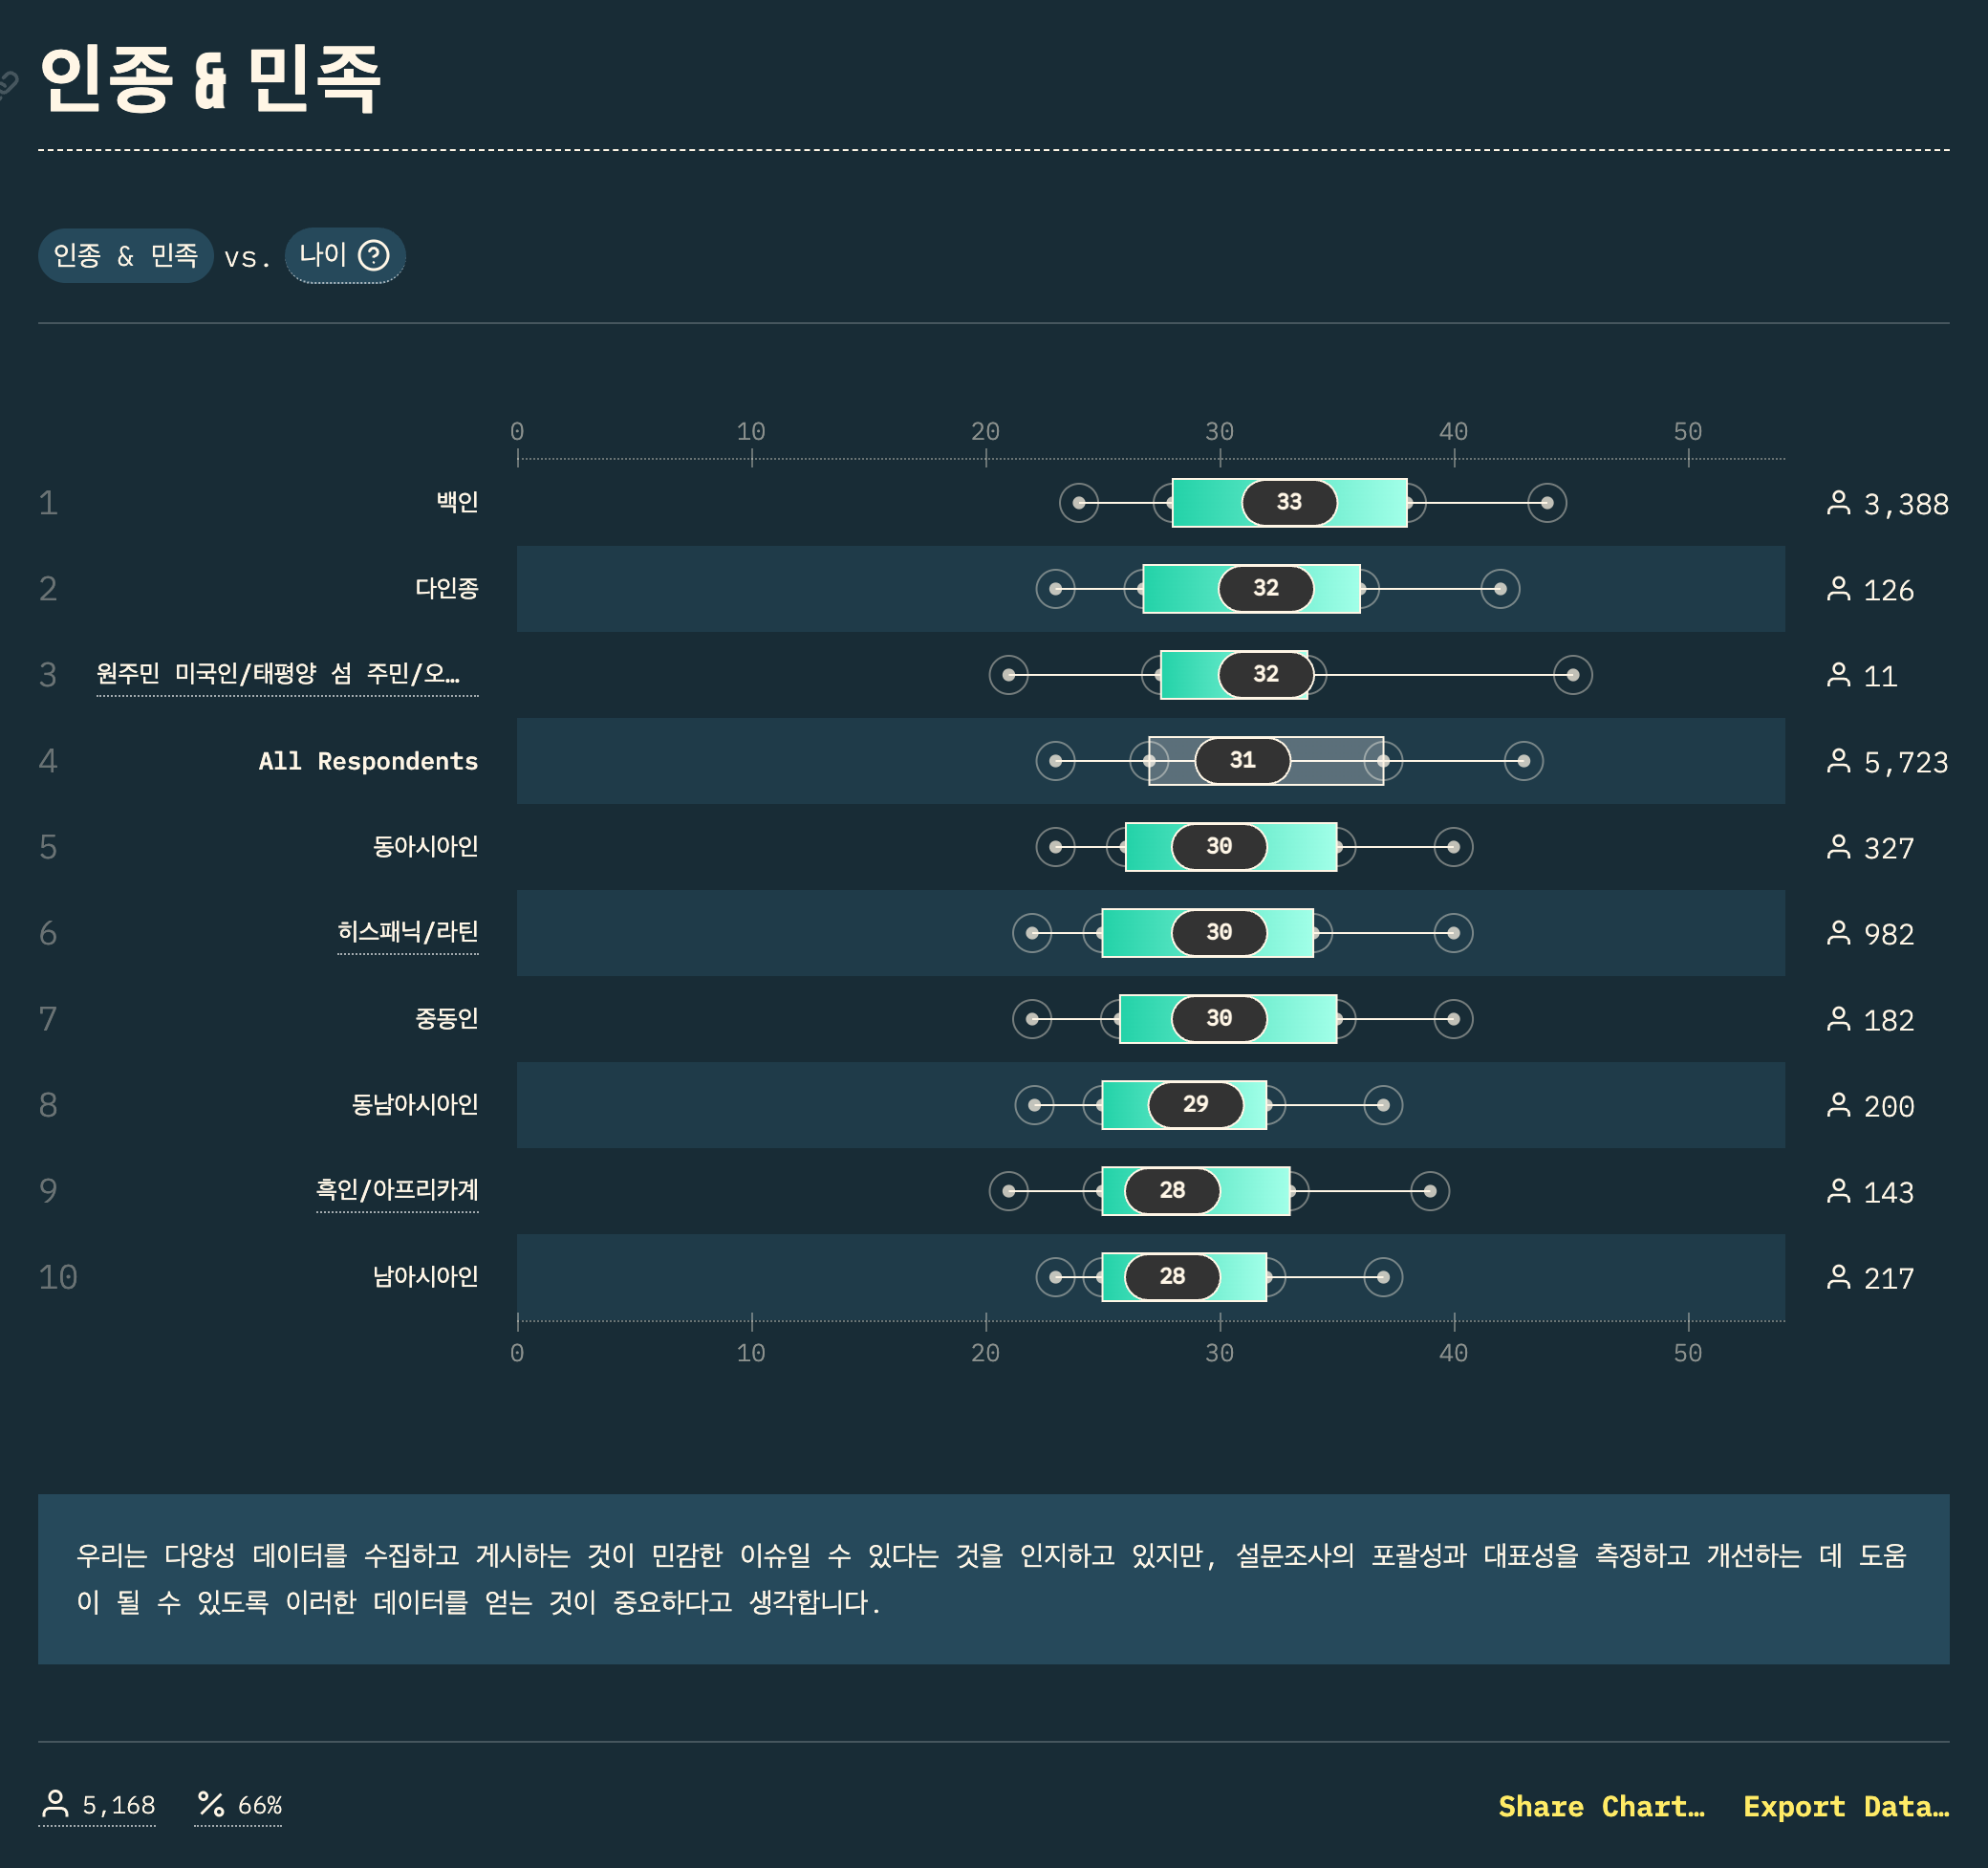 인종 & 민족
인종 & 민족 vs. 나이
0 10 20 30 40 50
1 백인 33 3,388
2 다인종 32 126
3 원주민 미국인/태평양 섬 주민/오… 32 11
4 All Respondents 31 5,723
5 동아시아인 30 327
6 히스패닉/라틴 30 982
7 중동인 30 182
8 동남아시아인 29 200
9 흑인/아프리카계 28 143
10 남아시아인 28 217
0 10 20 30 40 50
우리는 다양성 데이터를 수집하고 게시하는 것이 민감한 이슈일 수 있다는 것을 인지하고 있지만, 설문조사의 포괄성과 대표성을 측정하고 개선하는 데 도움
이 될 수 있도록 이러한 데이터를 얻는 것이 중요하다고 생각합니다.
5,168 % 66% Share Chart… Export Data…